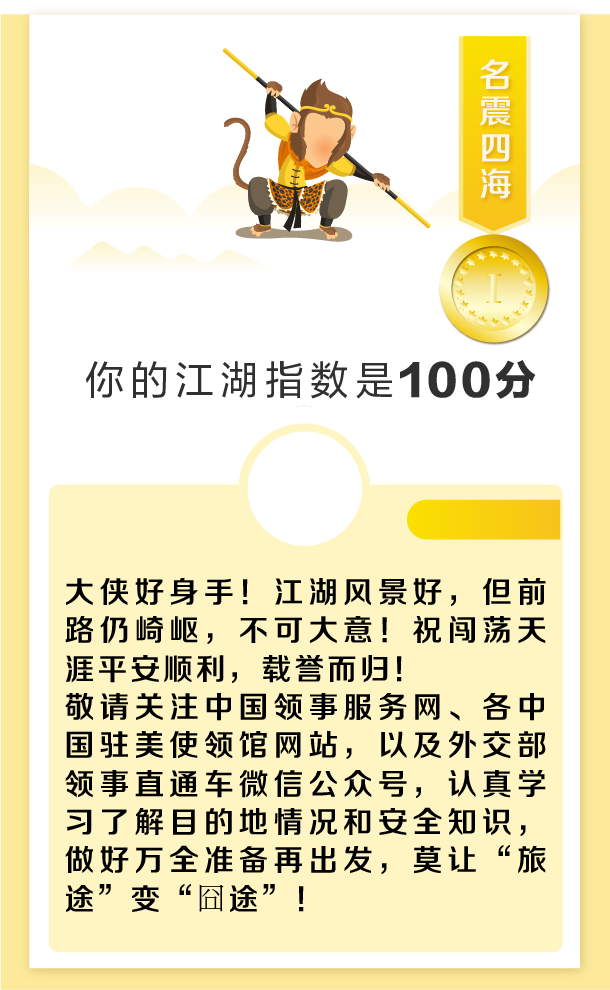 名震四海
I
你的江湖指数是100分
大侠好身手！江湖风景好，但前
路仍崎岖，不可大意！祝闯荡天
涯平安顺利，载誉而归！
敬请关注中国领事服务网、各中
国驻美使领馆网站，以及外交部
领事直通车微信公众号，认真学
习了解目的地情况和安全知识，
做好万全准备再出发，莫让“旅
途”变“囧途”！